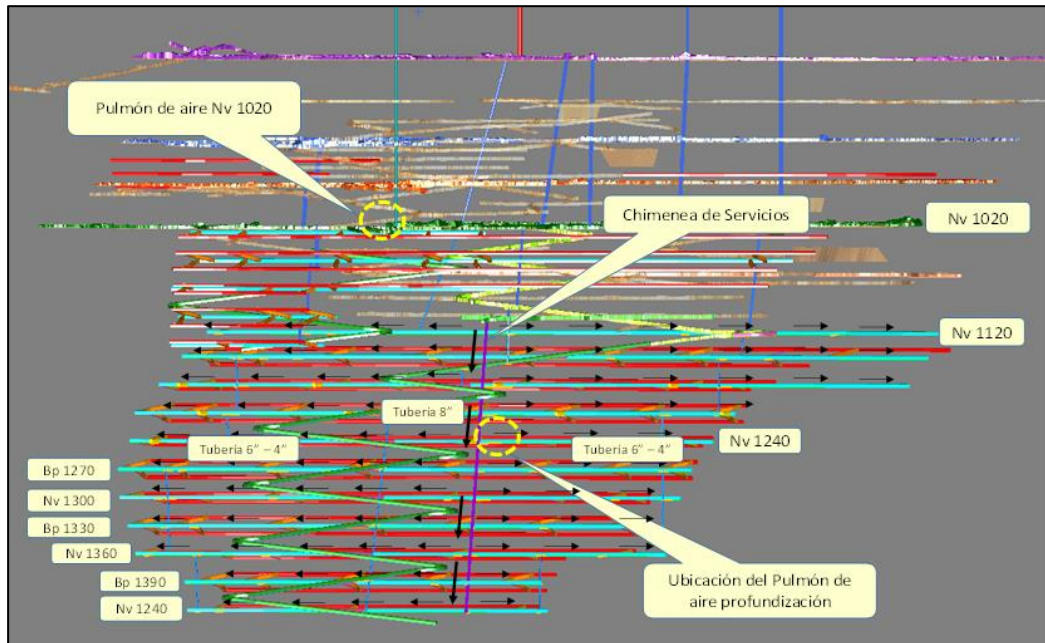 Pulmón de aire Nv 1020
Chimenea de Servicios
Nv 1020
Nv 1120
Tubería 8”
Tubería 6” – 4”
Tubería 6” – 4”
Nv 1240
Bp 1270
Nv 1300
Bp 1330
Nv 1360
Bp 1390
Nv 1240
Ubicación del Pulmón de
aire profundización